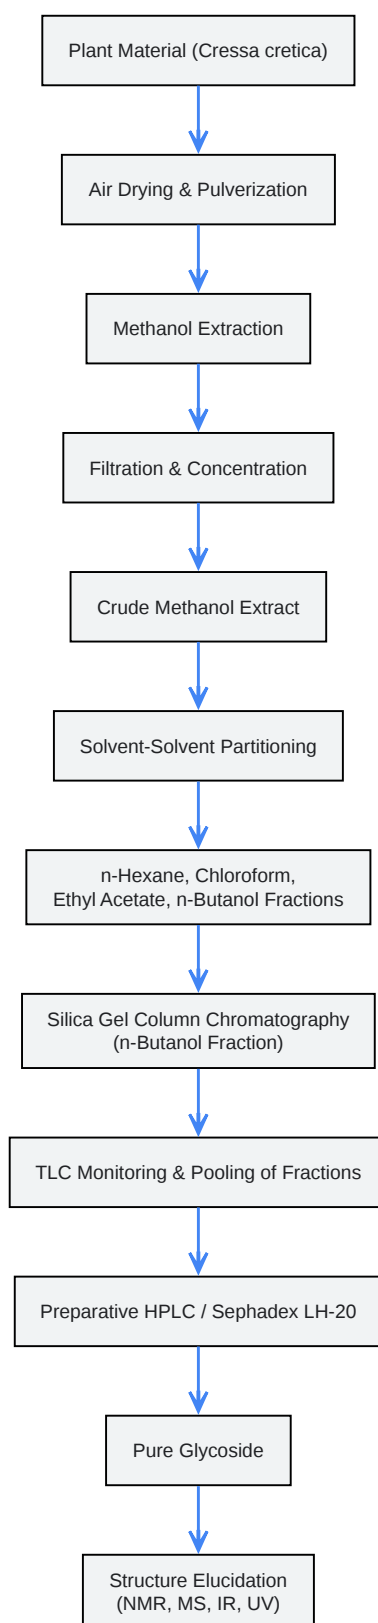 Plant Material (Cressa cretica)
Air Drying & Pulverization
Methanol Extraction
Filtration & Concentration
Crude Methanol Extract
Solvent-Solvent Partitioning
n-Hexane, Chloroform,
Ethyl Acetate, n-Butanol Fractions
Silica Gel Column Chromatography
(n-Butanol Fraction)
TLC Monitoring & Pooling of Fractions
Preparative HPLC / Sephadex LH-20
Pure Glycoside
Structure Elucidation
(NMR, MS, IR, UV)